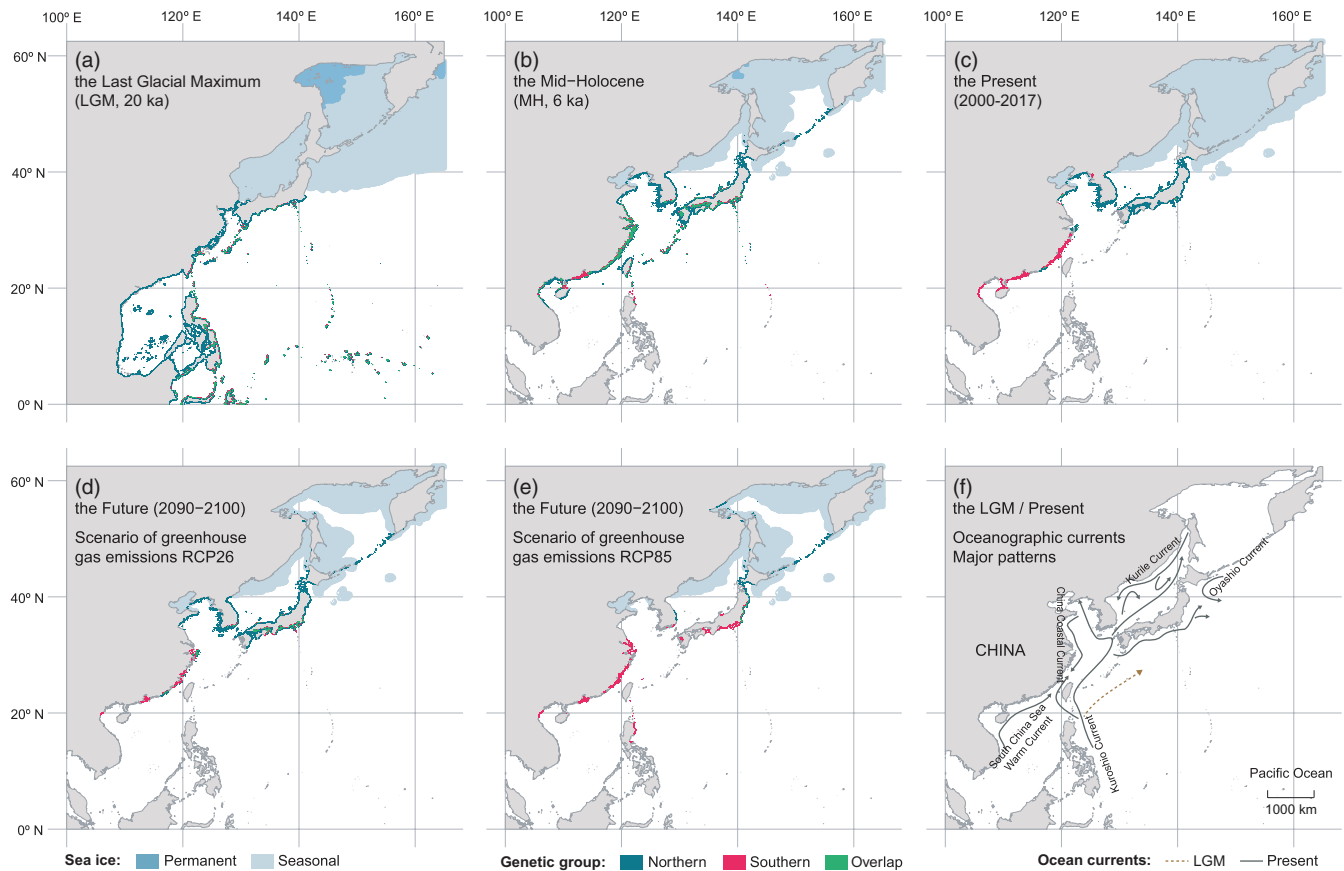 100° E 120° E 140° E 160° E
100° E 120° E 140° E 160° E
100° E 120° E 140° E 160° E
60° N
40° N
20° N
0° N
(a)
the Last Glacial Maximum
(LGM, 20 ka)
(b)
the Mid−Holocene
(MH, 6 ka)
(c)
the Present
(2000-2017)
60° N
40° N
20° N
0° N
(d)
the Future (2090−2100)
Scenario of greenhouse
gas emissions RCP26
(e)
the Future (2090−2100)
Scenario of greenhouse
gas emissions RCP85
(f)
the LGM / Present
Oceanographic currents
Major patterns
Kurile Current
Oyashio Current
China Coastal Current
CHINA
South China Sea
Warm Current
Kuroshio Current
Pacific Ocean
1000 km
Sea ice: Permanent Seasonal
Genetic group: Northern Southern Overlap
Ocean currents: LGM Present